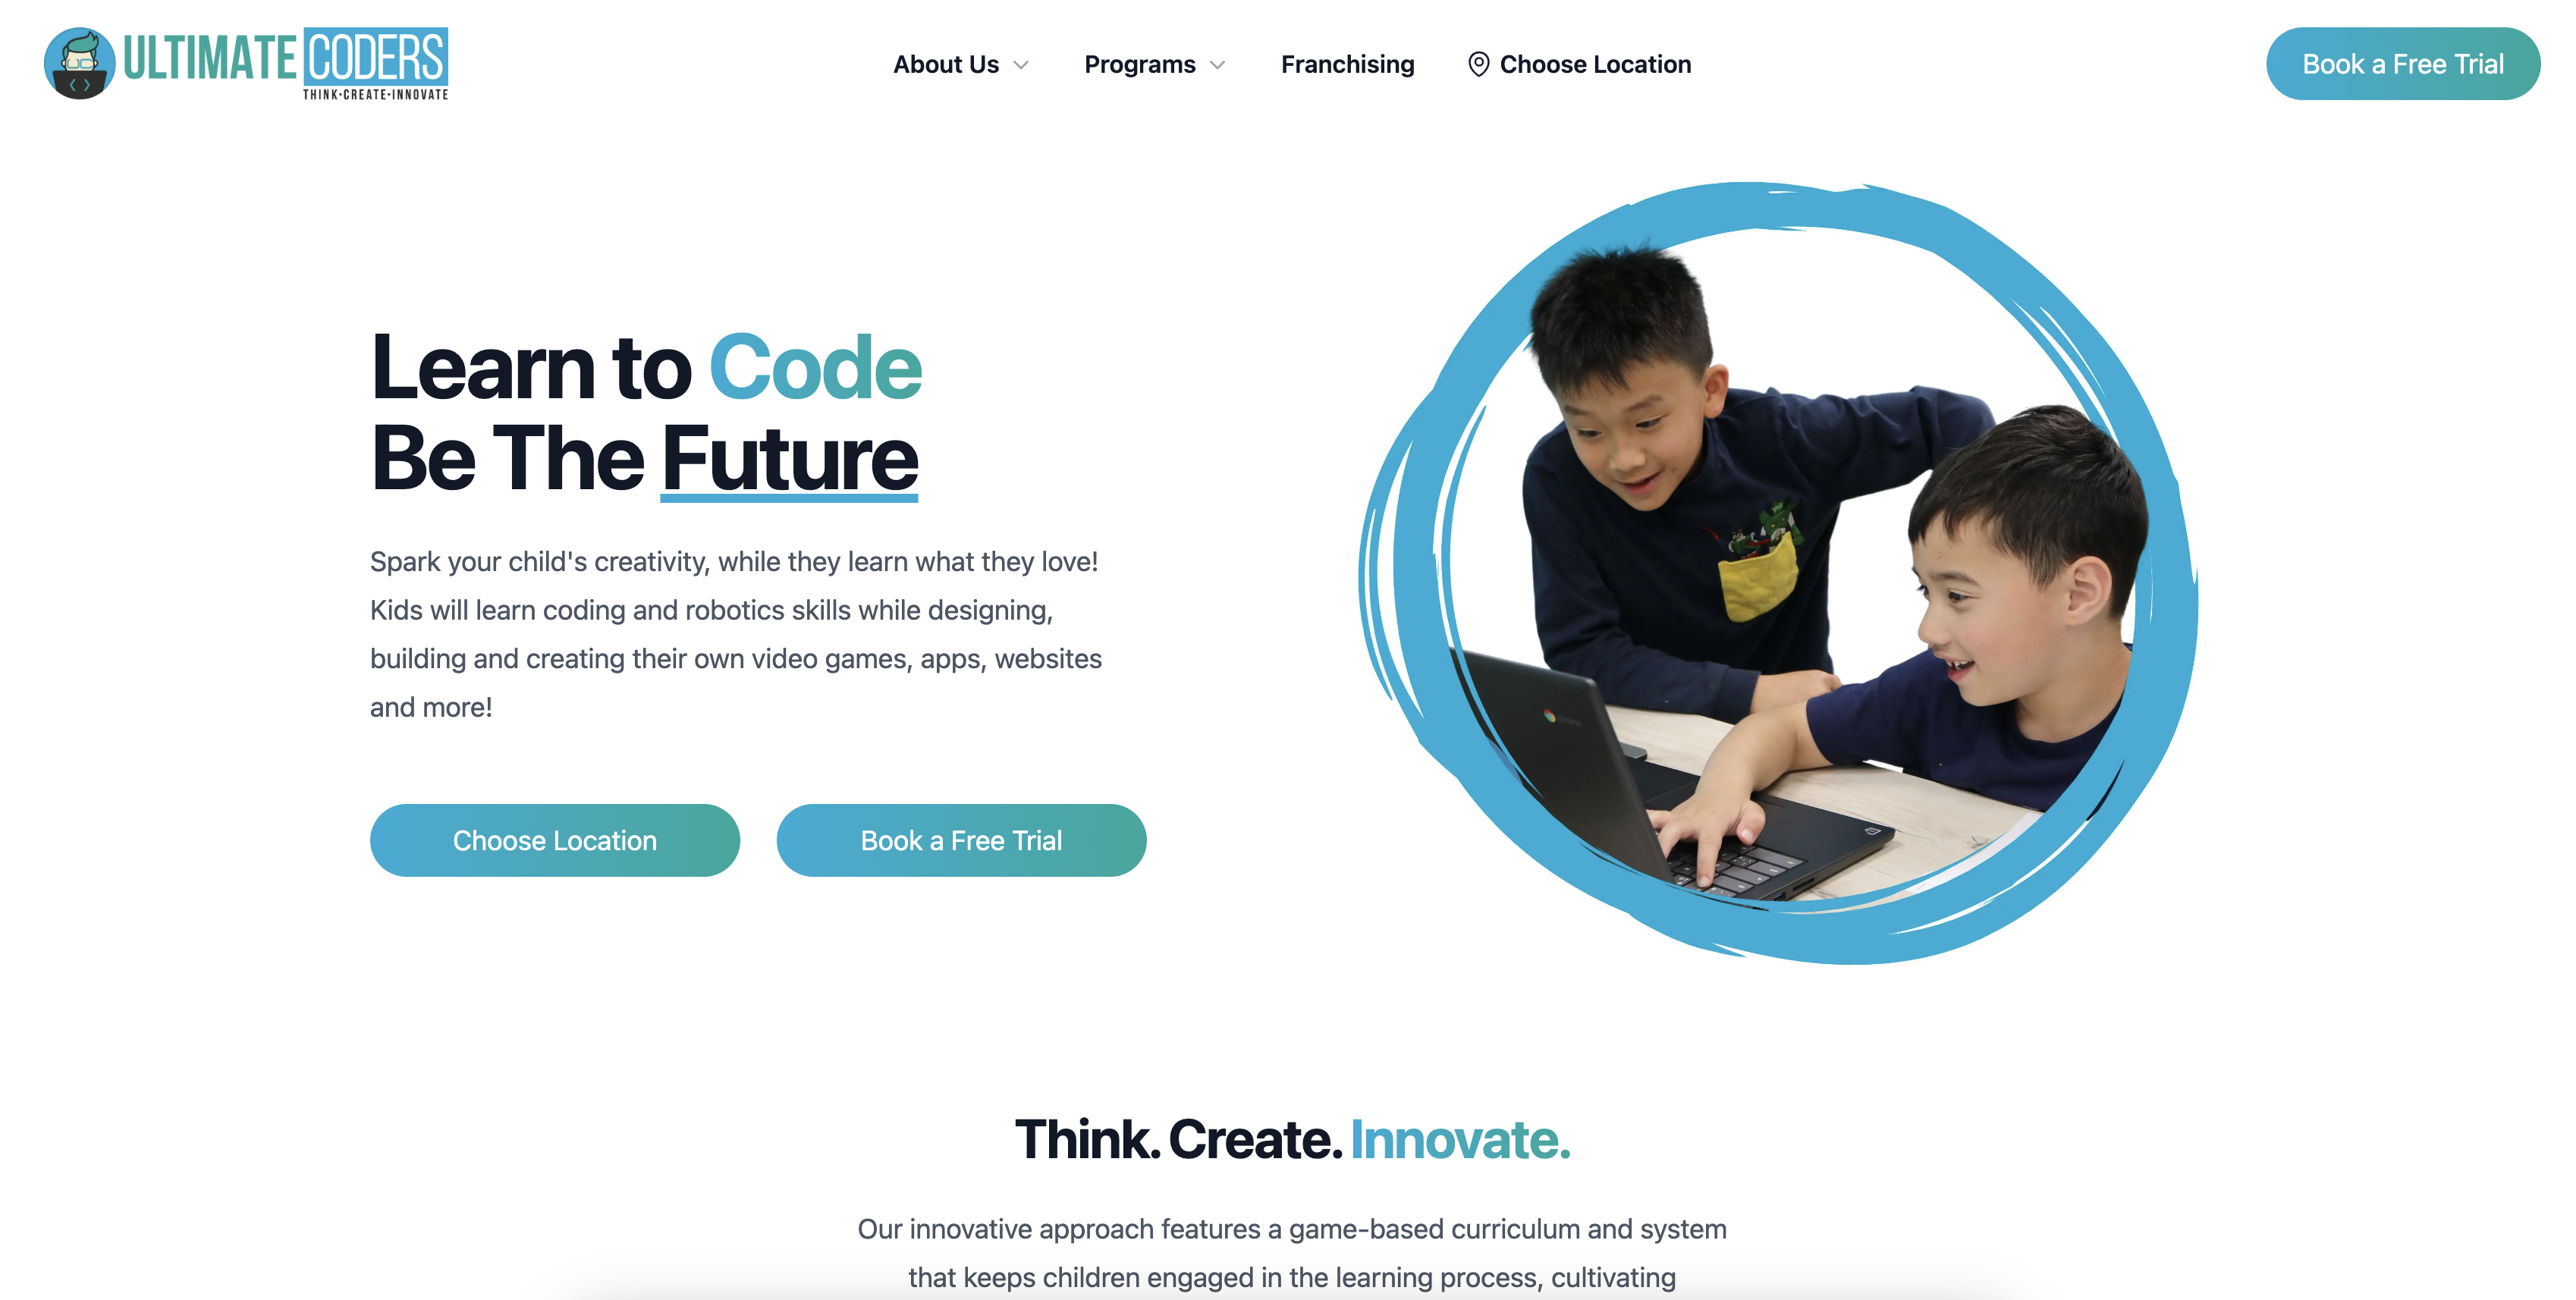 ULTIMATE CODERS
THINK•CREATE•INNOVATE
About Us
Programs
Franchising
Choose Location
Book a Free Trial
Learn to Code
Be The Future
Spark your child's creativity, while they learn what they love!
Kids will learn coding and robotics skills while designing,
building and creating their own video games, apps, websites
and more!
Choose Location
Book a Free Trial
Think. Create. Innovate.
Our innovative approach features a game-based curriculum and system
that keeps children engaged in the learning process, cultivating